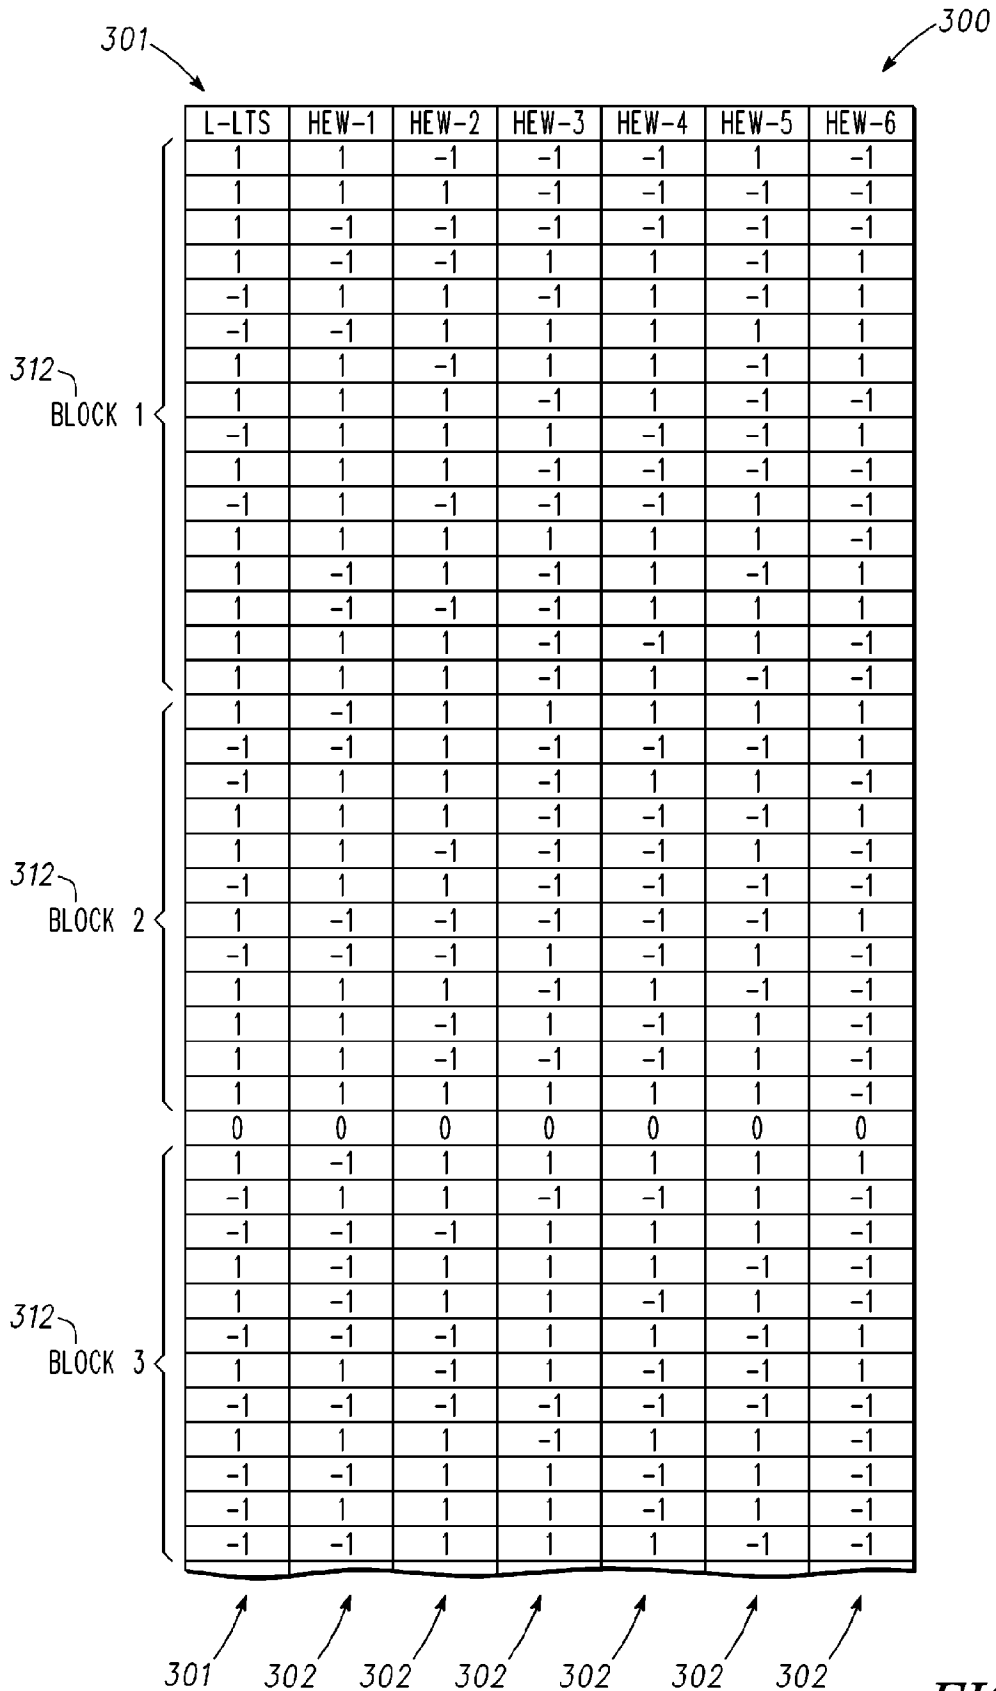 300
301
L-LTS HEW-1 HEW-2 HEW-3 HEW-4 HEW-5 HEW-6
1 1 -1 -1 -1 1 -1
1 1 1 -1 -1 -1 -1
1 -1 -1 -1 -1 -1 -1
1 -1 -1 1 1 -1 1
-1 1 1 -1 1 -1 1
-1 -1 1 1 1 1 1
1 1 -1 1 1 -1 1
312
1 1 1 -1 1 -1 -1
BLOCK 1
-1 1 1 1 -1 -1 1
1 1 1 -1 -1 -1 -1
-1 1 -1 -1 -1 1 -1
1 1 1 1 1 1 -1
1 -1 1 -1 1 -1 1
1 -1 -1 -1 1 1 1
1 1 1 -1 -1 1 -1
1 1 1 -1 1 -1 -1
1 -1 1 1 1 1 1
-1 -1 1 -1 -1 -1 1
-1 1 1 -1 1 1 -1
1 1 1 -1 -1 -1 1
1 1 -1 -1 -1 1 -1
312
-1 1 1 -1 -1 -1 -1
BLOCK 2
1 -1 -1 -1 -1 -1 1
-1 -1 -1 1 -1 1 -1
1 1 1 -1 1 -1 -1
1 1 -1 1 -1 1 -1
1 1 -1 -1 -1 1 -1
1 1 1 1 1 1 -1
0 0 0 0 0 0 0
1 -1 1 1 1 1 1
-1 1 1 -1 -1 1 -1
-1 -1 -1 1 1 1 -1
1 -1 1 1 1 -1 -1
1 -1 1 1 -1 1 -1
312
-1 -1 -1 1 1 -1 1
BLOCK 3
1 1 -1 1 -1 -1 1
-1 -1 -1 -1 -1 -1 -1
1 1 1 -1 1 1 -1
-1 -1 1 1 -1 1 -1
-1 1 1 1 -1 1 -1
-1 -1 1 1 1 -1 -1
301 302 302 302 302 302 302